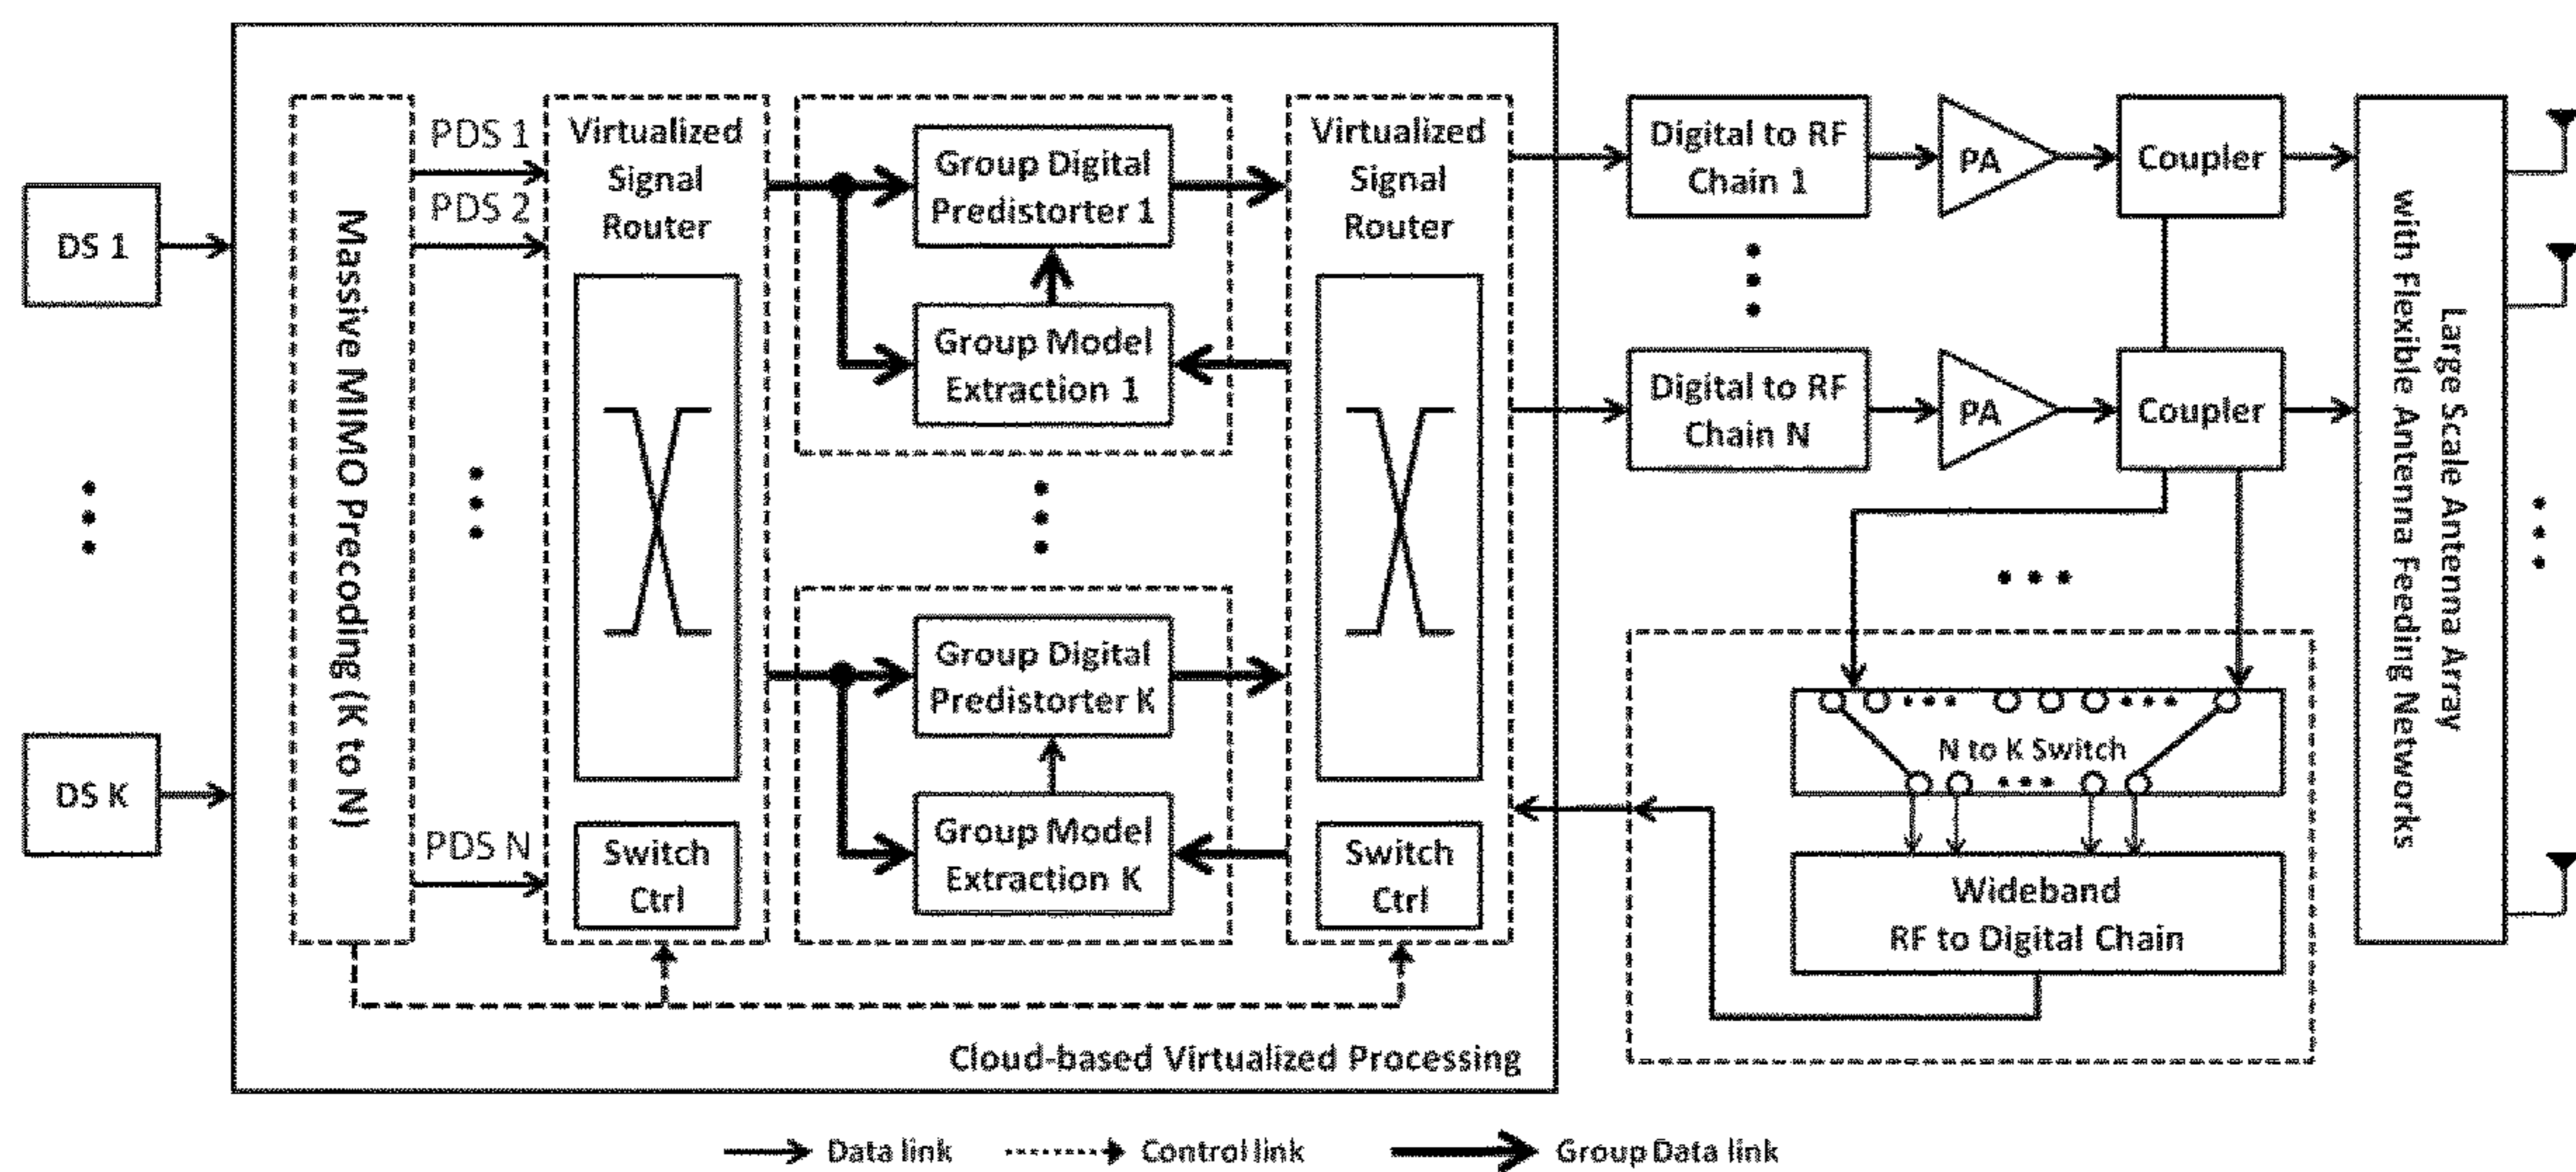 DS 1
DS K
Massive MIMO Precoding (K to N)
PDS 1
PDS 2
PDS N
Virtualized
Signal
Router
Switch
Ctrl
Group Digital
Predistorter 1
Group Model
Extraction 1
Group Digital
Predistorter K
Group Model
Extraction K
Virtualized
Signal
Router
Switch
Ctrl
Cloud-based Virtualized Processing
Digital to RF
Chain 1
PA
Coupler
Digital to RF
Chain N
PA
Coupler
N to K Switch
Wideband
RF to Digital Chain
Large Scale Antenna Array
with Flexible Antenna Feeding Networks
Data link
Control link
Group Data link